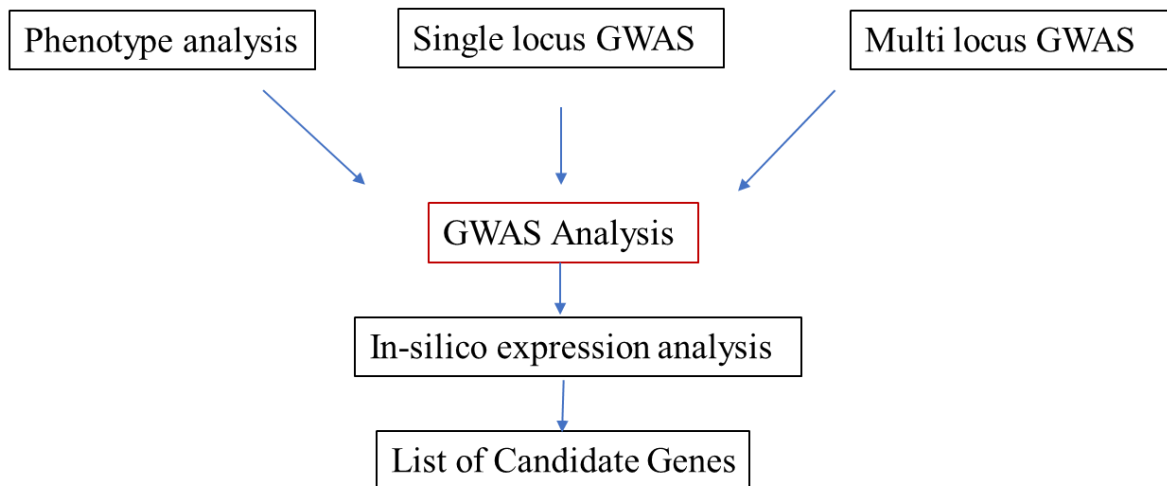 Phenotype analysis
Single locus GWAS
Multi locus GWAS
GWAS Analysis
In-silico expression analysis
List of Candidate Genes